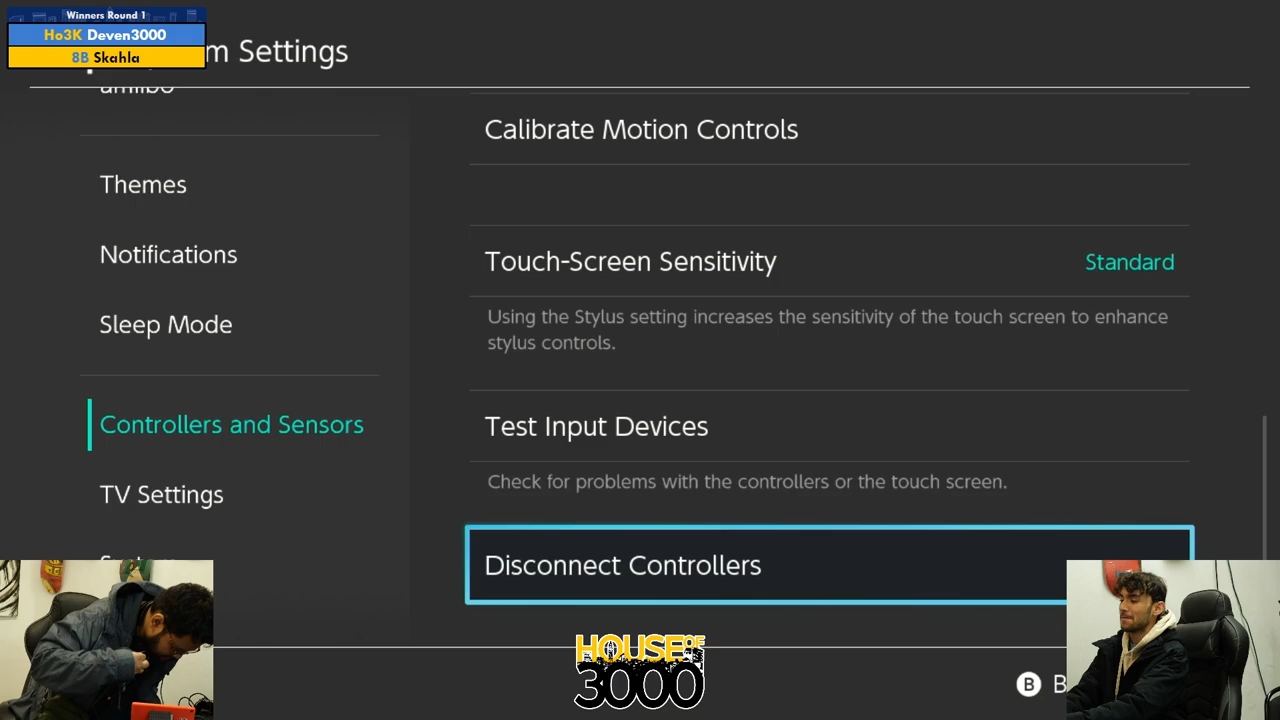 Winners Round 1
Ho3K Deven3000
8B Skahla
m Settings
amiibo
Themes
Notifications
Sleep Mode
Controllers and Sensors
TV Settings
Calibrate Motion Controls
Touch-Screen Sensitivity Standard
Using the Stylus setting increases the sensitivity of the touch screen to enhance
stylus controls.
Test Input Devices
Check for problems with the controllers or the touch screen.
Disconnect Controllers
HOUSE OF
3000
B B